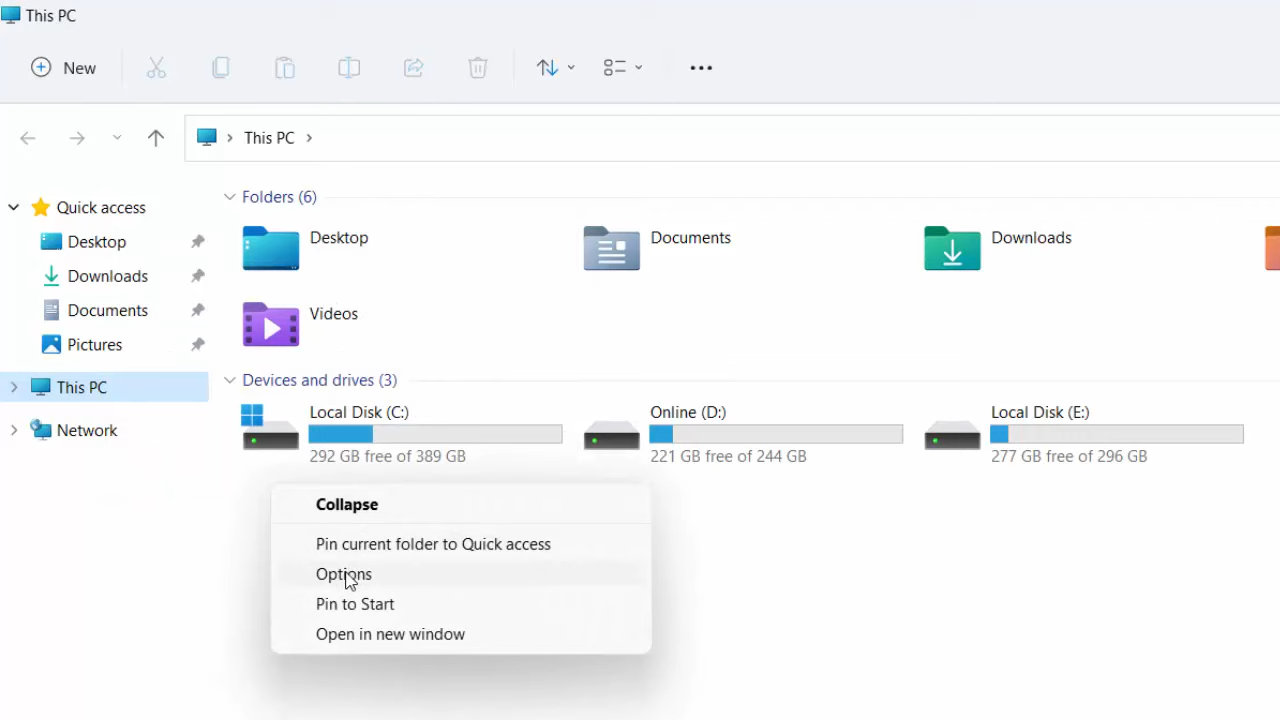 This PC
New
This PC
Quick access
Desktop
Downloads
Documents
Pictures
This PC
Network
Folders (6)
Desktop
Documents
Downloads
Videos
Devices and drives (3)
Local Disk (C:)
292 GB free of 389 GB
Online (D:)
221 GB free of 244 GB
Local Disk (E:)
277 GB free of 296 GB
Collapse
Pin current folder to Quick access
Options
Pin to Start
Open in new window